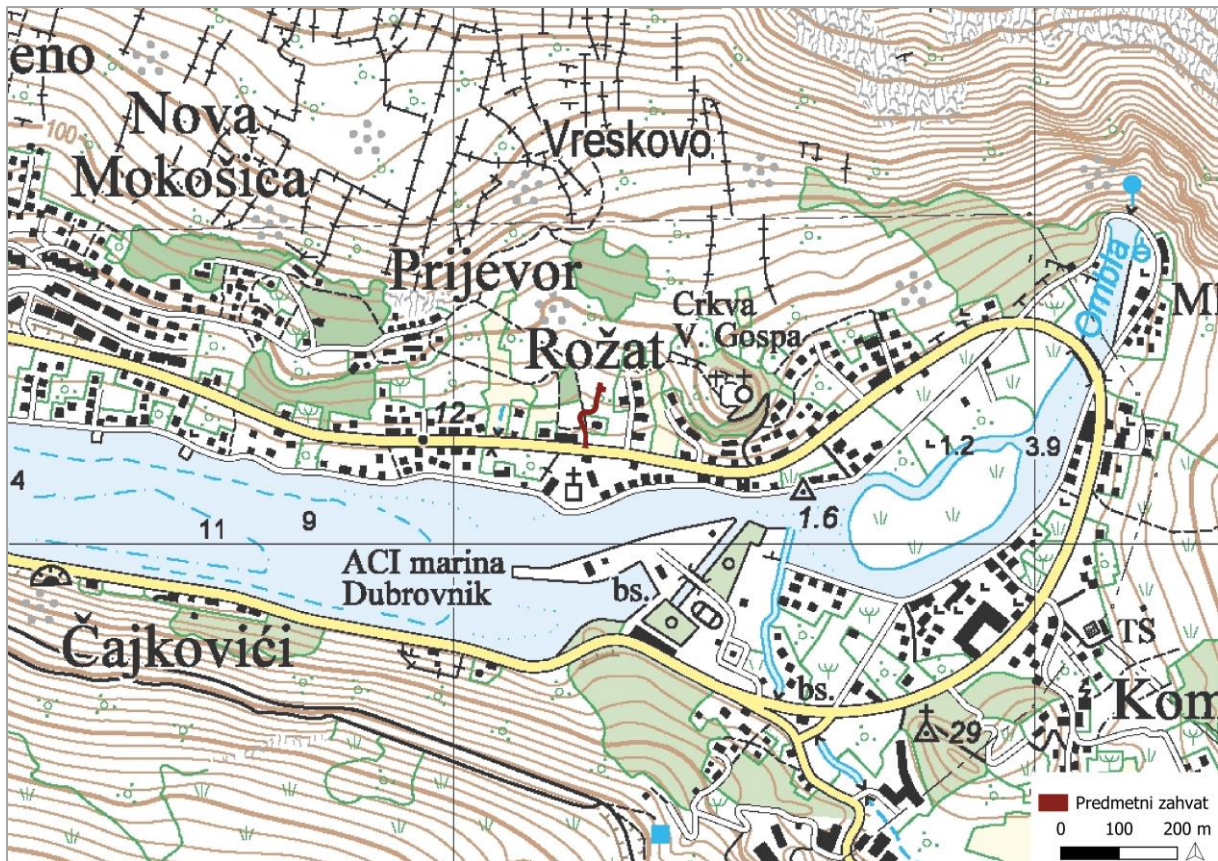 eno
Nova
Mokošica
100
Vreskovo
Prijevor
Rožat
Crkva
V. Gospa
Ombla
12
4
11
9
1.2
3.9
1.6
ACI marina
Dubrovnik
bs.
Čajkovići
bs.
TS
Kom
29
Predmetni zahvat
0 100 200 m